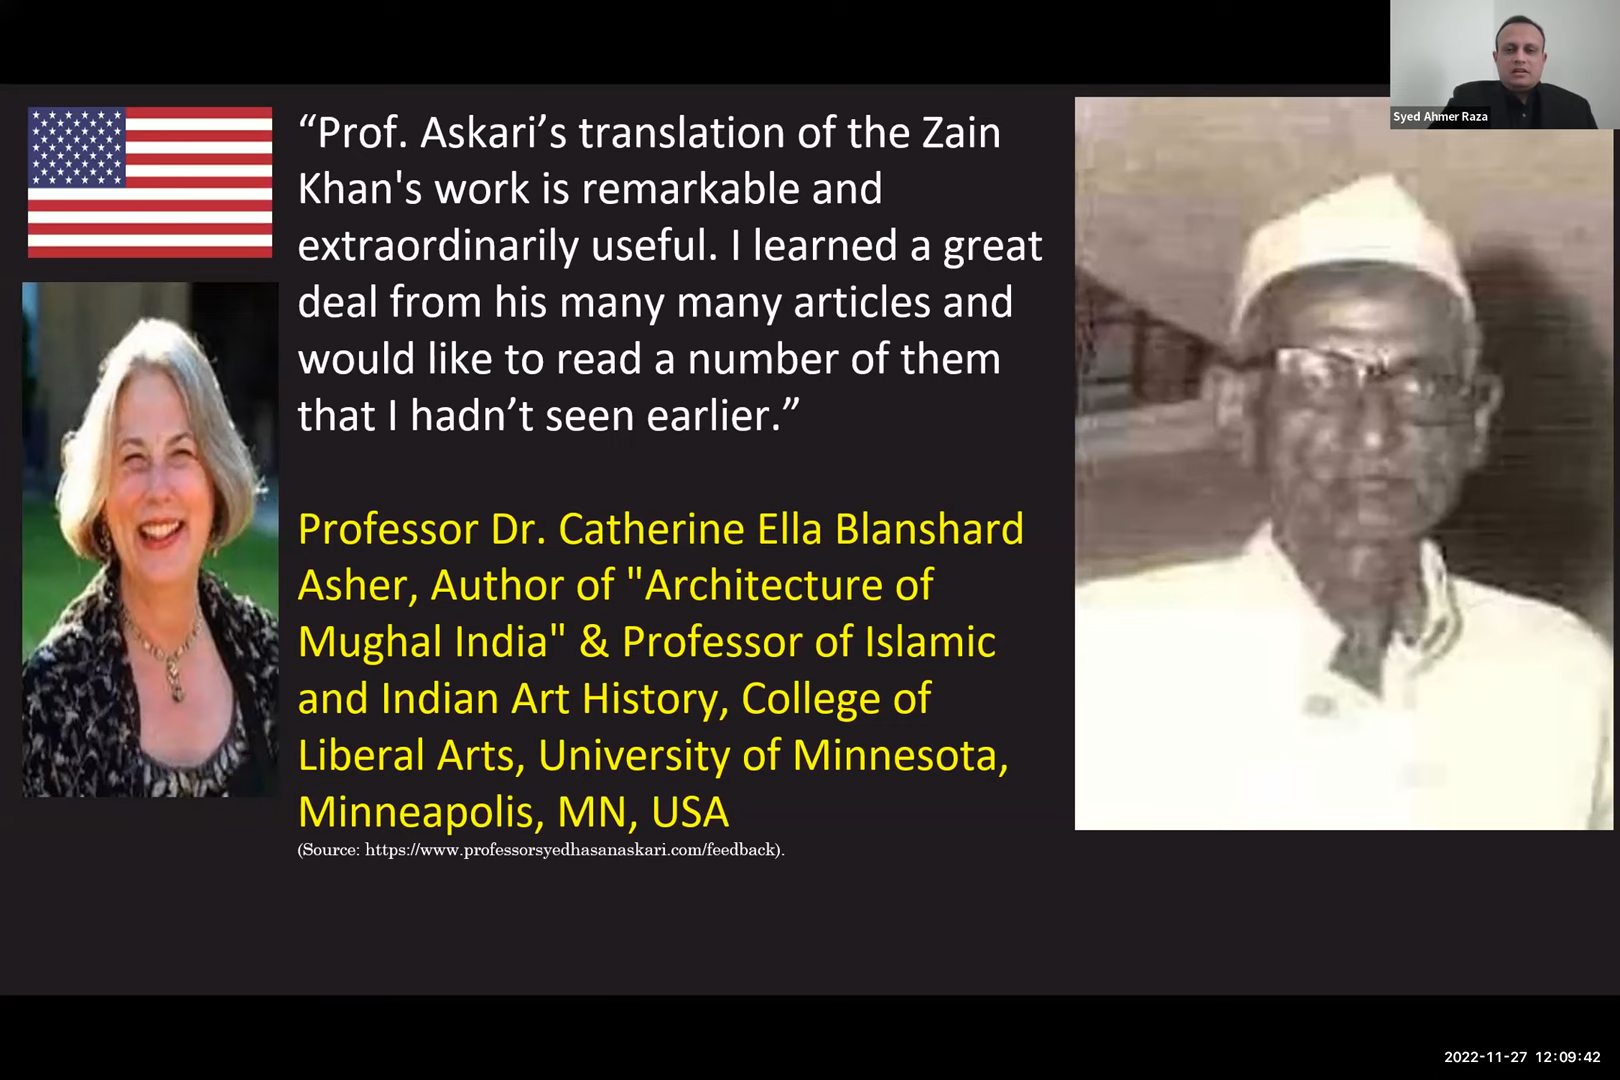 Syed Ahmer Raza
“Prof. Askari’s translation of the Zain
Khan's work is remarkable and
extraordinarily useful. I learned a great
deal from his many many articles and
would like to read a number of them
that I hadn’t seen earlier.”
Professor Dr. Catherine Ella Blanshard
Asher, Author of "Architecture of
Mughal India" & Professor of Islamic
and Indian Art History, College of
Liberal Arts, University of Minnesota,
Minneapolis, MN, USA
(Source: https://www.professorsyedhasanaskari.com/feedback).
2022-11-27 12:09:42